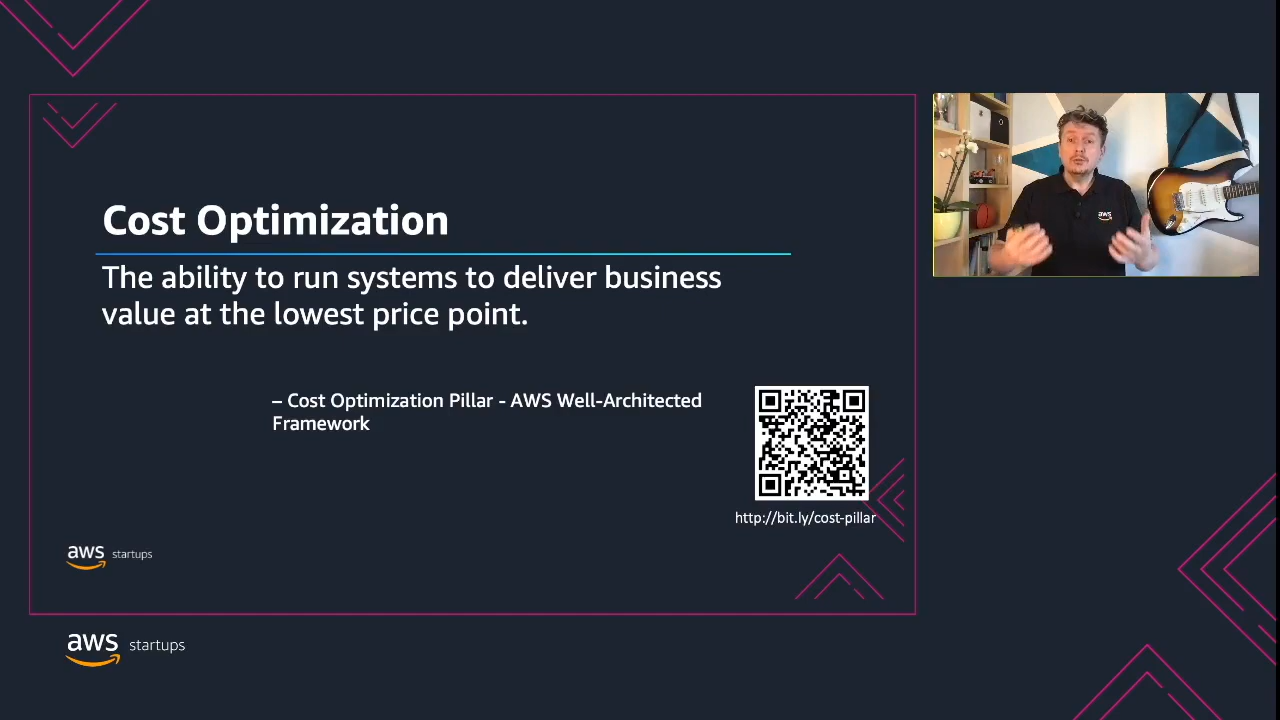 Cost Optimization
The ability to run systems to deliver business
value at the lowest price point.
– Cost Optimization Pillar - AWS Well-Architected
Framework
http://bit.ly/cost-pillar
aws startups
aws startups
aws